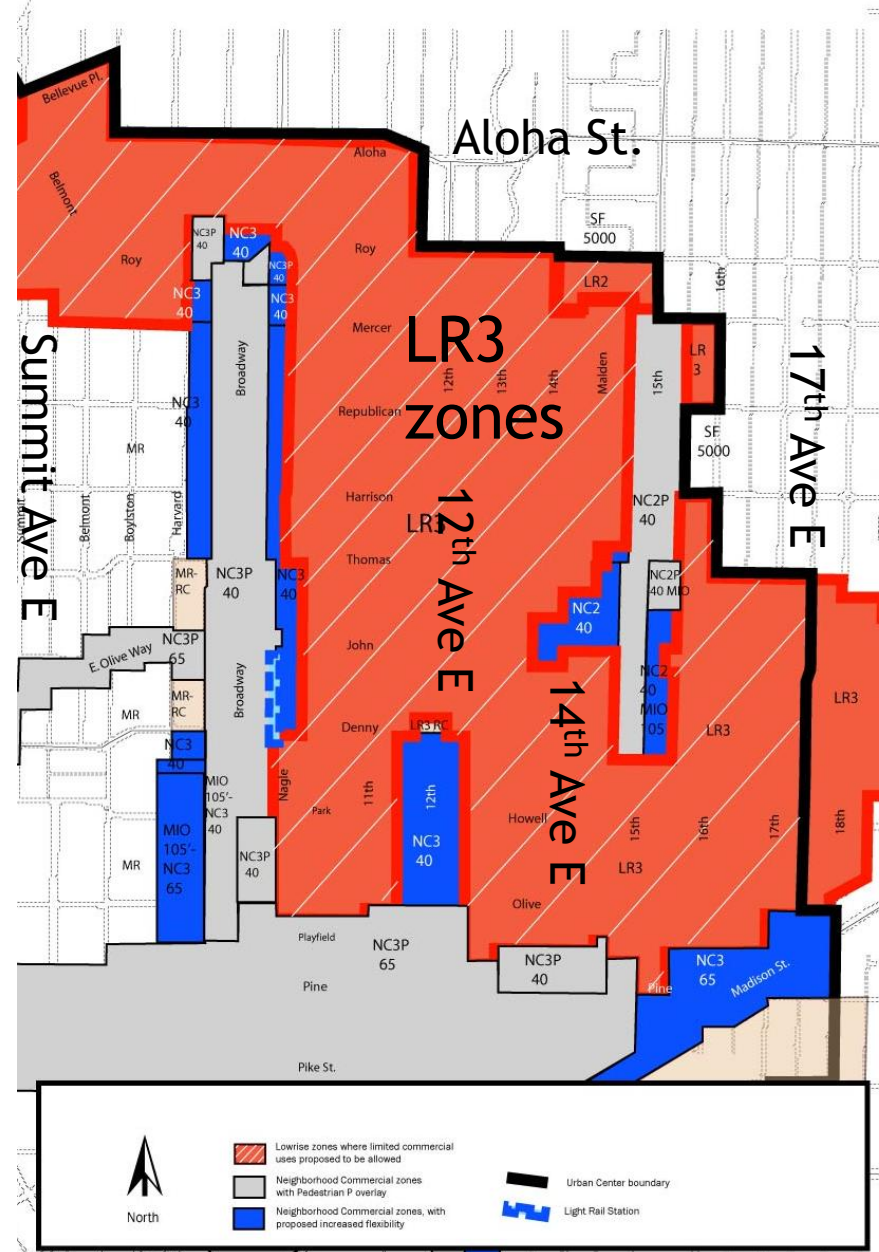 Bellevue Pl.
Aloha St.
Aloha
Belmont
SF
5000
NC3P
40
NC3
40
Roy
Roy
NC3P
40
16th
LR2
NC3
40
NC3
40
Mercer
LR3
zones
Summit Ave E
Broadway
12th
13th
14th
Malden
15th
LR
3
17th Ave E
NC3
40
Republican
MR
SF
5000
Harrison
12th Ave E
LR3
Belmont
Boylston
Harvard
NC2P
40
Thomas
MR-
RC
NC3P
40
NC3
40
NC2P
40 MIO
NC2
40
E. Olive Way
NC3P
65
John
NC2
40
MIO
105
MR-
RC
Broadway
14th Ave E
LR3
MR
Denny
LR3 RC
LR3
NC3
40
MIO
105'-
NC3
40
Nagle
11th
12th
Park
Howell
15th
16th
17th
18th
MIO
105'-
NC3
65
NC3
40
MR
NC3P
40
LR3
Olive
Playfield
NC3P
65
NC3P
40
NC3
65
Madison St.
Pine
Pine
Pike St.
North
Lowrise zones where limited commercial
uses proposed to be allowed
Neighborhood Commercial zones
with Pedestrian P overlay
Neighborhood Commercial zones, with
proposed increased flexibility
Urban Center boundary
Light Rail Station